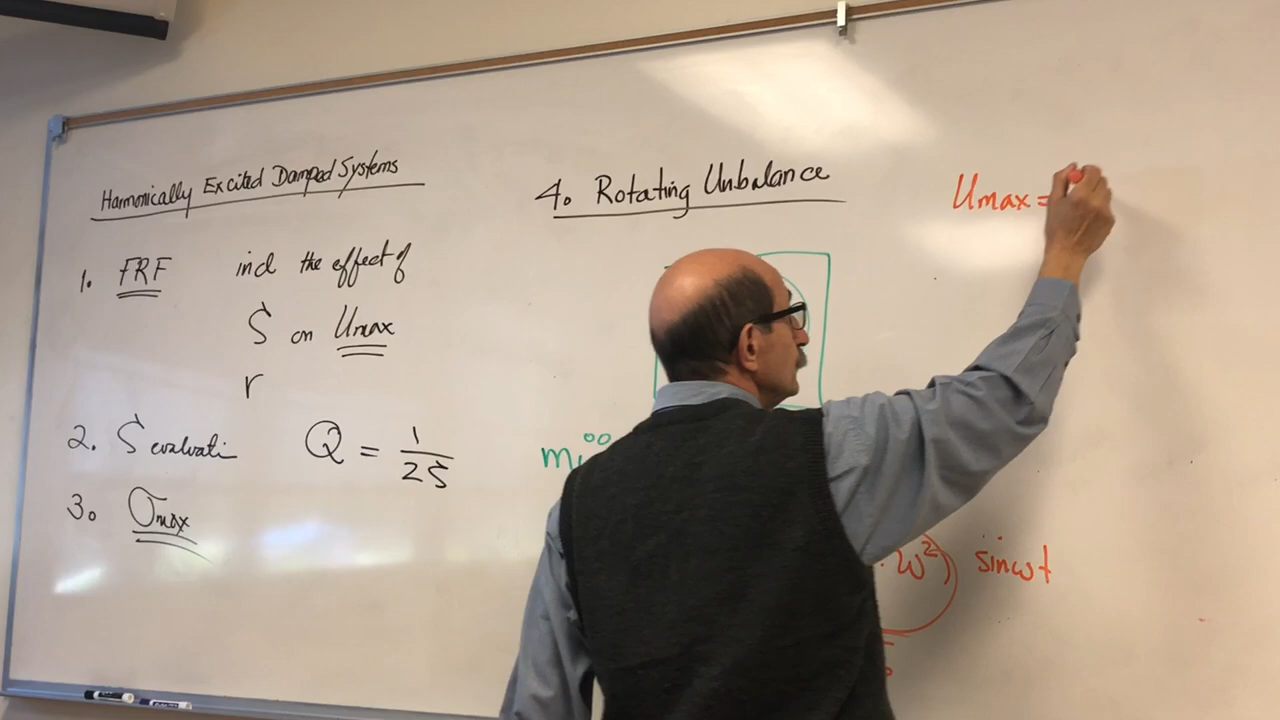 Harmonically Excited Damped Systems
1. FRF incl the effect of
ζ on Umax
r
2. ζ evaluati
Q = 1/2ζ
3. σmax
4. Rotating Unbalance
Umax =
ω²) sinωt